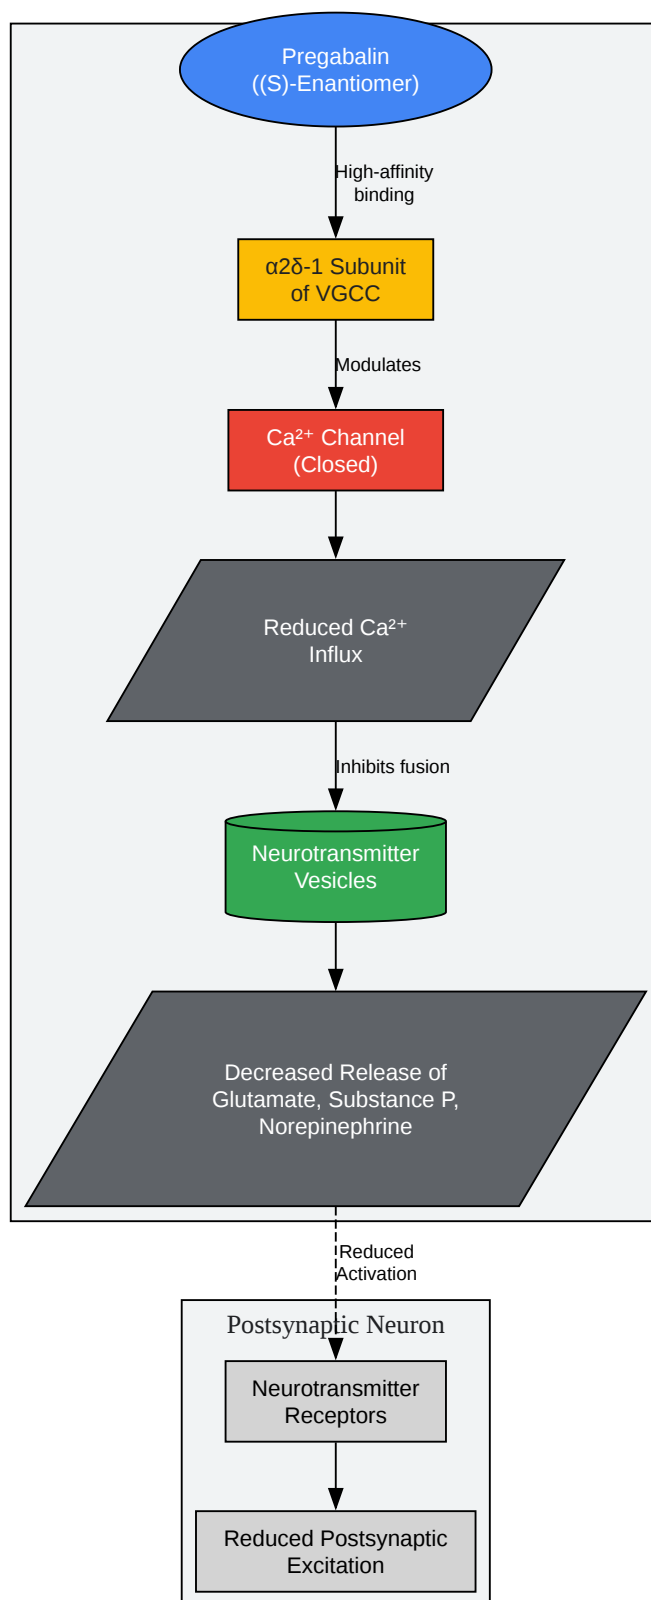 Pregabalin
((S)-Enantiomer)
High-affinity
binding
α2δ-1 Subunit
of VGCC
Modulates
Ca²⁺ Channel
(Closed)
Reduced Ca²⁺
Influx
Inhibits fusion
Neurotransmitter
Vesicles
Decreased Release of
Glutamate, Substance P,
Norepinephrine
Reduced
Activation
Postsynaptic Neuron
Neurotransmitter
Receptors
Reduced Postsynaptic
Excitation